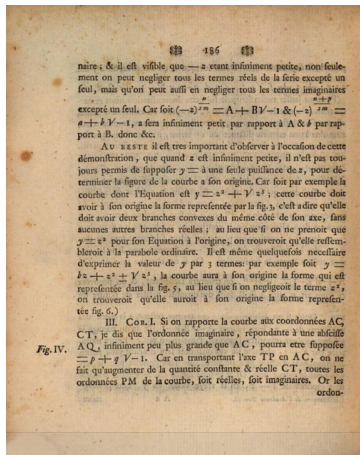 186
naire ; & il est visible que — z etant infiniment petite, non seule-
ment on peut negliger tous les termes réels de la serie excepté un
seul, mais qu'on peut aussi en negliger tous les termes imaginaires
excepté un seul. Car soit (—z) = A + B√—1 & (—z) =
a + b √—1, a sera infiniment petit par rapport à A & b par rap-
port à B. donc &c.
AU RESTE il est tres important d'observer à l'occasion de cette
démonstration, que quand z est infiniment petite, il n'est pas tou-
jours permis de supposer y = à une seule puissance de z, pour dé-
terminer la figure de la courbe a son origine. Car soit par exemple la
courbe dont l'Equation est y = z² + √ z³ ; cette courbe doit
avoir à son origine la forme representée par la fig. 3, c'est a dire qu'elle
doit avoir deux branches convexes du même côté de son axe, sans
aucunes autres branches réelles ; au lieu que si on ne prenoit que
y = z² pour son Equation à l'origine, on trouveroit qu'elle ressem-
bleroit à la parabole ordinaire. Il est même quelquefois necessaire
d'exprimer la valeur de y par 3 termes: par exemple soit y =
bz + z² ± √ z³, la courbe aura à son origine la forme qui est
representée dans la fig. 5, au lieu que si on negligeoit le terme z²,
on trouveroit qu'elle auroit à son origine la forme represen-
tée fig. 6.)
III. COR. I. Si on rapporte la courbe aux coordonnées AC,
CT, je dis que l'ordonnée imaginaire, répondante à une abscisse
Fig. IV. AQ, infiniment peu plus grande que AC, pourra etre supposée
= p + q √—1. Car en transportant l'axe TP en AC, on ne
fait qu'augmenter de la quantité constante & réelle CT, toutes les
ordonnées PM de la courbe, soit réelles, soit imaginaires. Or les
ordon-